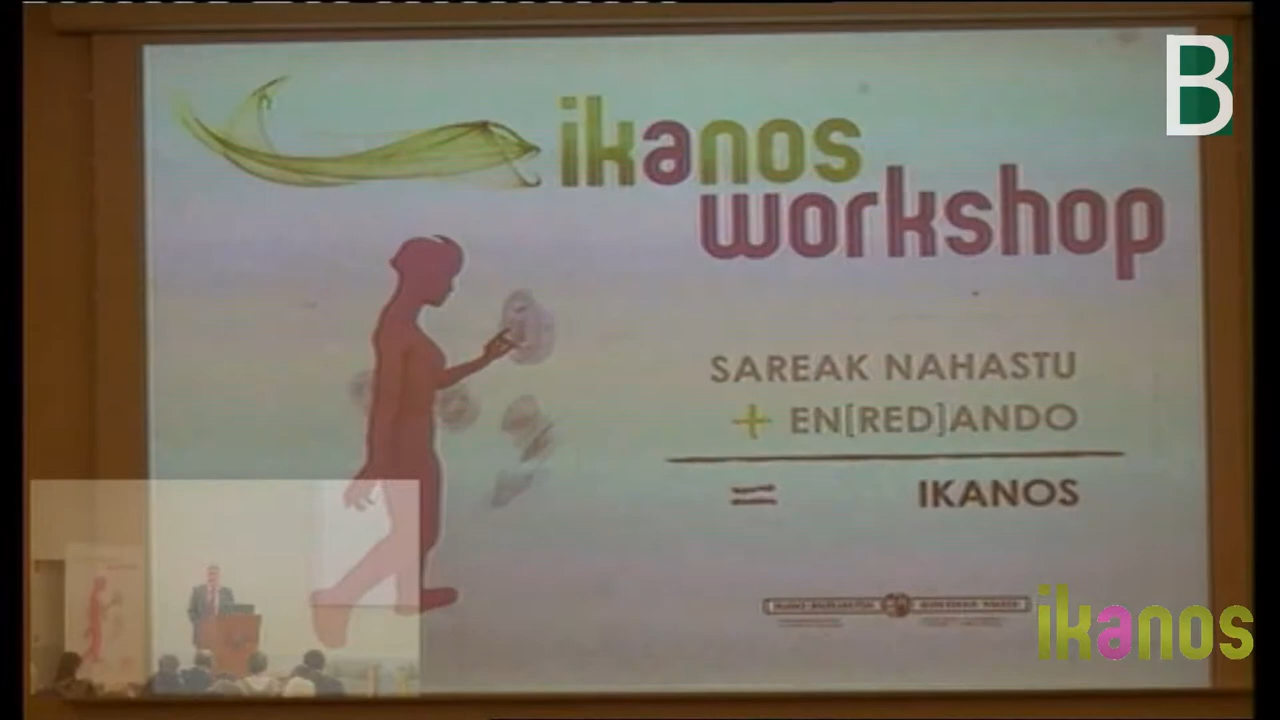 B
ikanos
workshop
SAREAK NAHASTU
+ EN[RED]ANDO
= IKANOS
ikanos